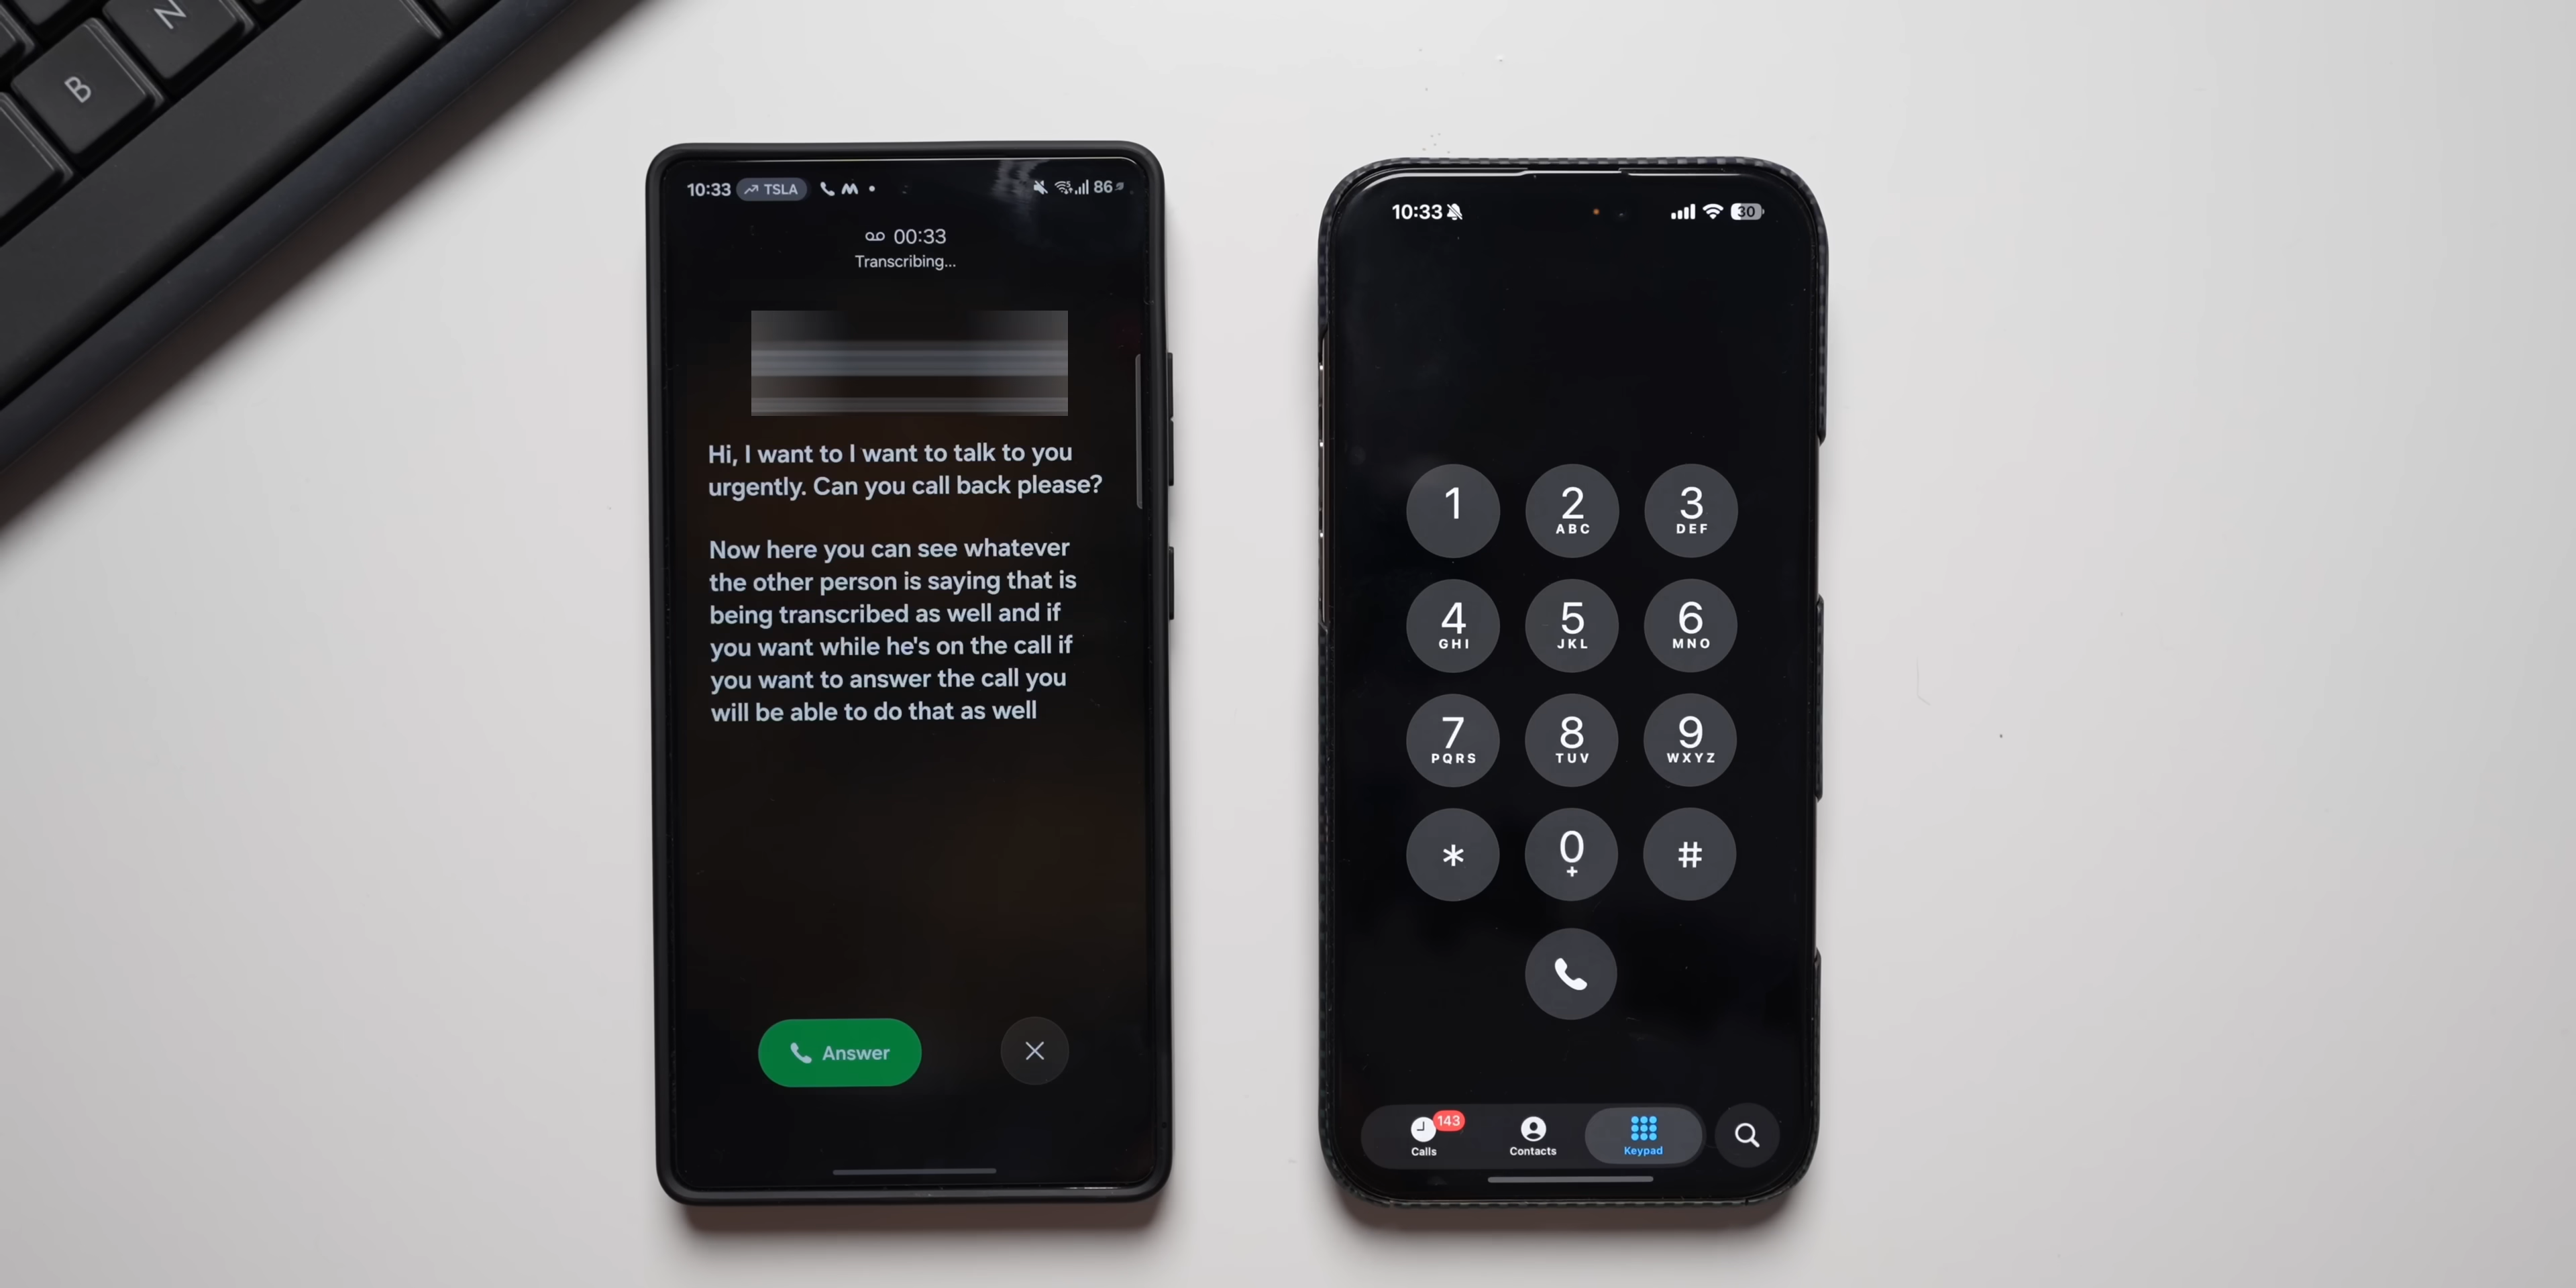 N
B
10:33 TSLA 86
00:33
Transcribing...
Hi, I want to I want to talk to you
urgently. Can you call back please?
Now here you can see whatever
the other person is saying that is
being transcribed as well and if
you want while he's on the call if
you want to answer the call you
will be able to do that as well
Answer
10:33 30
1 2 3
ABC DEF
4 5 6
GHI JKL MNO
7 8 9
PQRS TUV WXYZ
* 0 #
+
143
Calls Contacts Keypad